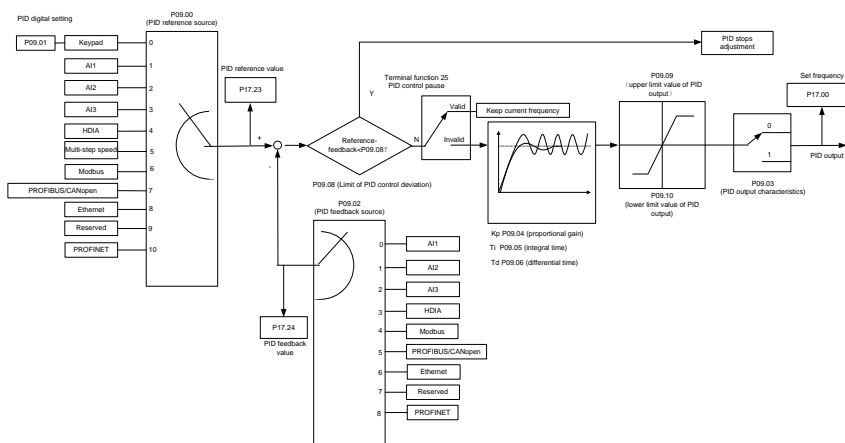 PID digital setting
P09.00
(PID reference source)
P09.01
Keypad
0
AI1
1
AI2
2
AI3
3
HDIA
4
Multi-step speed
5
Modbus
6
PROFIBUS/CANopen
7
Ethernet
8
Reserved
9
PROFINET
10
PID reference value
P17.23
+
-
Reference-
feedback<P09.08?
Y
N
P09.08 (Limit of PID control deviation)
PID stops
adjustment
Terminal function 25
PID control pause
Valid
Invalid
Keep current frequency
Kp P09.04 (proportional gain)
Ti P09.05 (integral time)
Td P09.06 (differential time)
P09.09
（upper limit value of PID
output）
P09.10
(lower limit value of PID
output)
Set frequency
P17.00
0
1
PID output
P09.03
(PID output characteristics)
P09.02
(PID feedback source)
P17.24
PID feedback
value
0
AI1
1
AI2
2
AI3
3
HDIA
4
Modbus
5
PROFIBUS/CANopen
6
Ethernet
7
Reserved
8
PROFINET